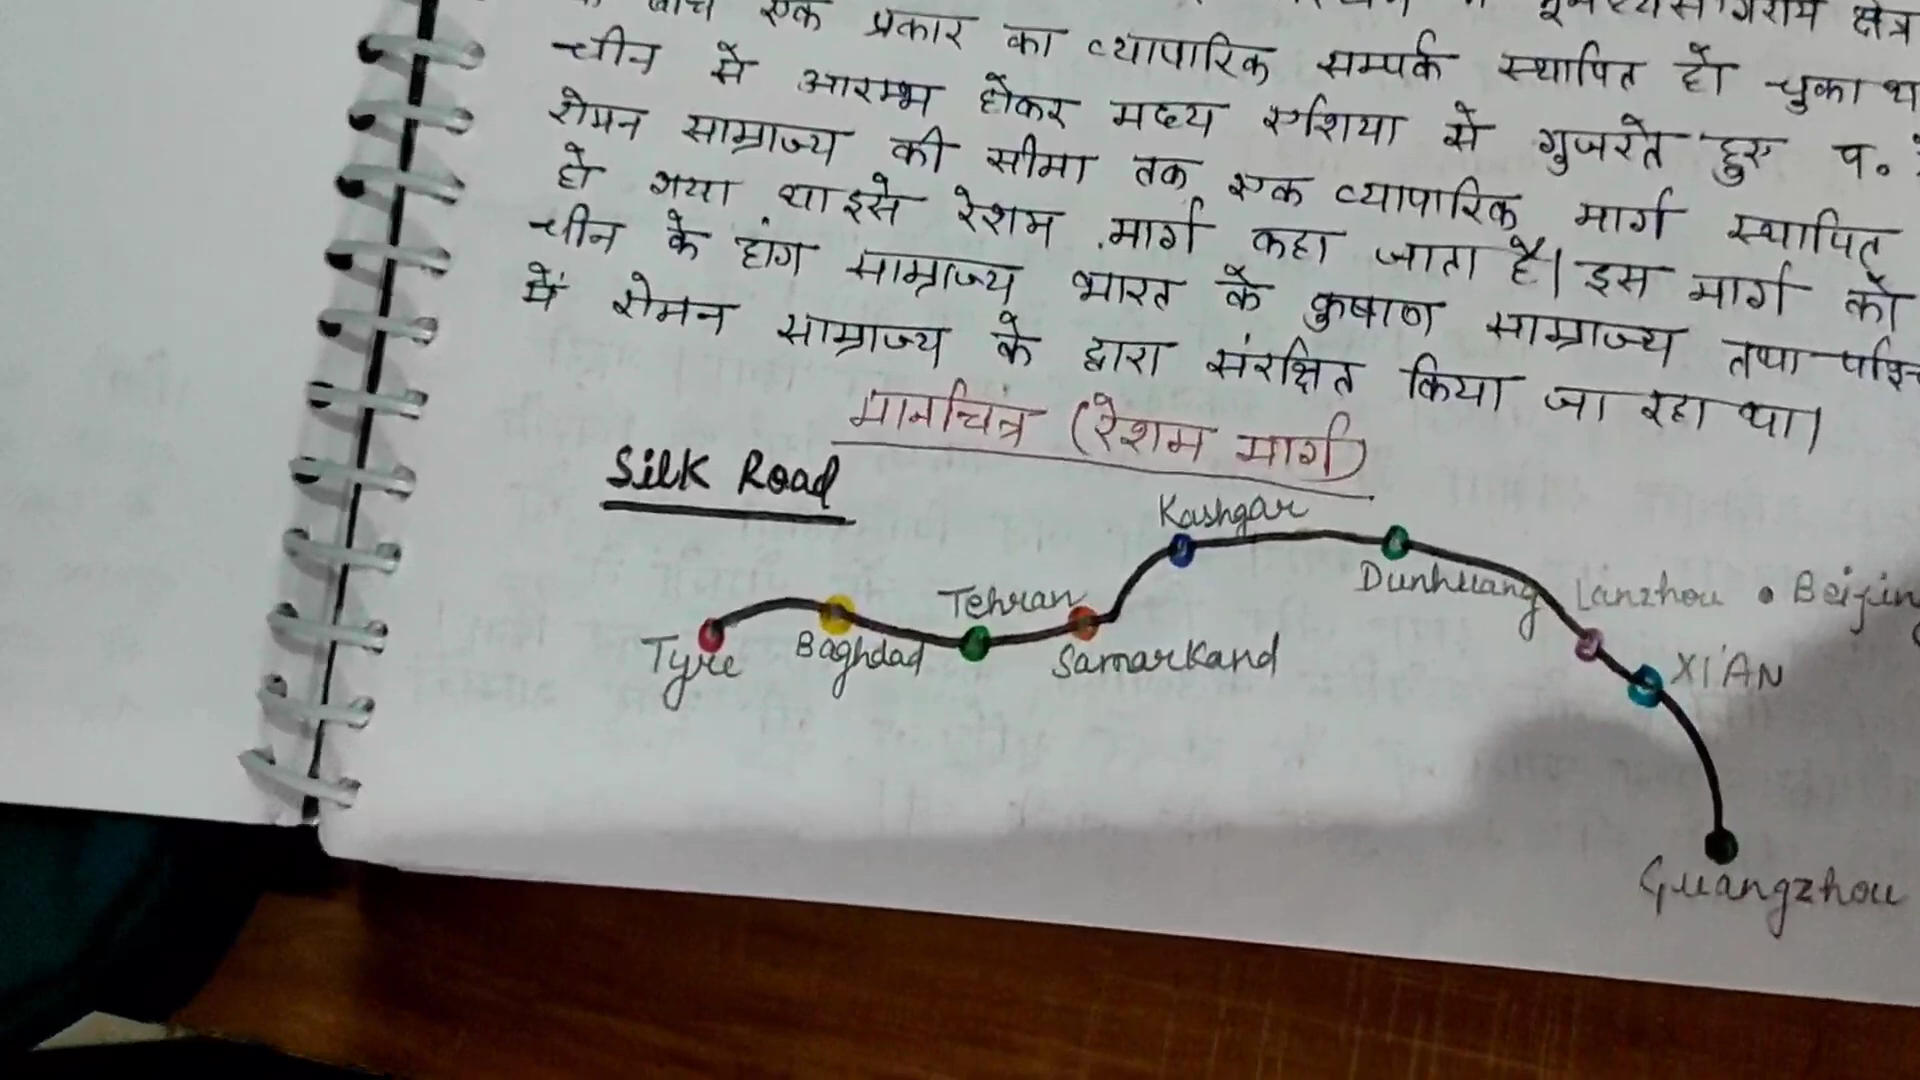 बीच एक प्रकार का व्यापारिक सम्पर्क स्थापित हो चुका था
चीन से आरम्भ होकर मध्य एशिया से गुजरते हुए प०
रोमन साम्राज्य की सीमा तक एक व्यापारिक मार्ग स्थापित
हो गया था इसे रेशम मार्ग कहा जाता है। इस मार्ग को
चीन के हांग साम्राज्य भारत के कुषाण साम्राज्य तथा
में रोमन साम्राज्य के द्वारा संरक्षित किया जा रहा था।
मानचित्र (रेशम मार्ग)
Silk Road
Kashgar
Dunhuang
Lanzhou
Beijing
Tehran
Tyre
Baghdad
Samarkand
XI'AN
Guangzhou